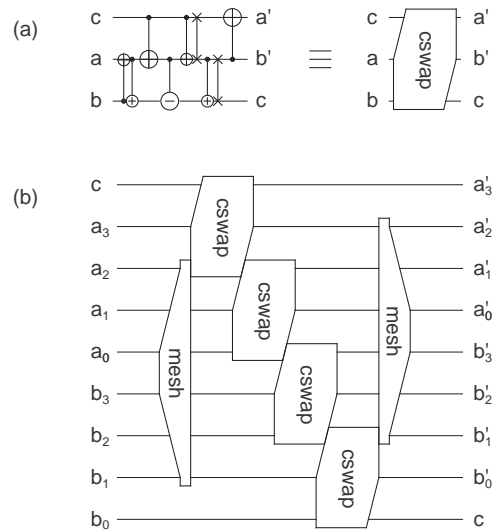 (a)
c a' c a'
a b' ≡ a cswap b'
b c b c
(b)
c cswap a'₃
a₃ a'₂
a₂ cswap a'₁
a₁ a'₀
a₀ mesh cswap mesh b'₃
b₃ b'₂
b₂ cswap b'₁
b₁ b'₀
b₀ c